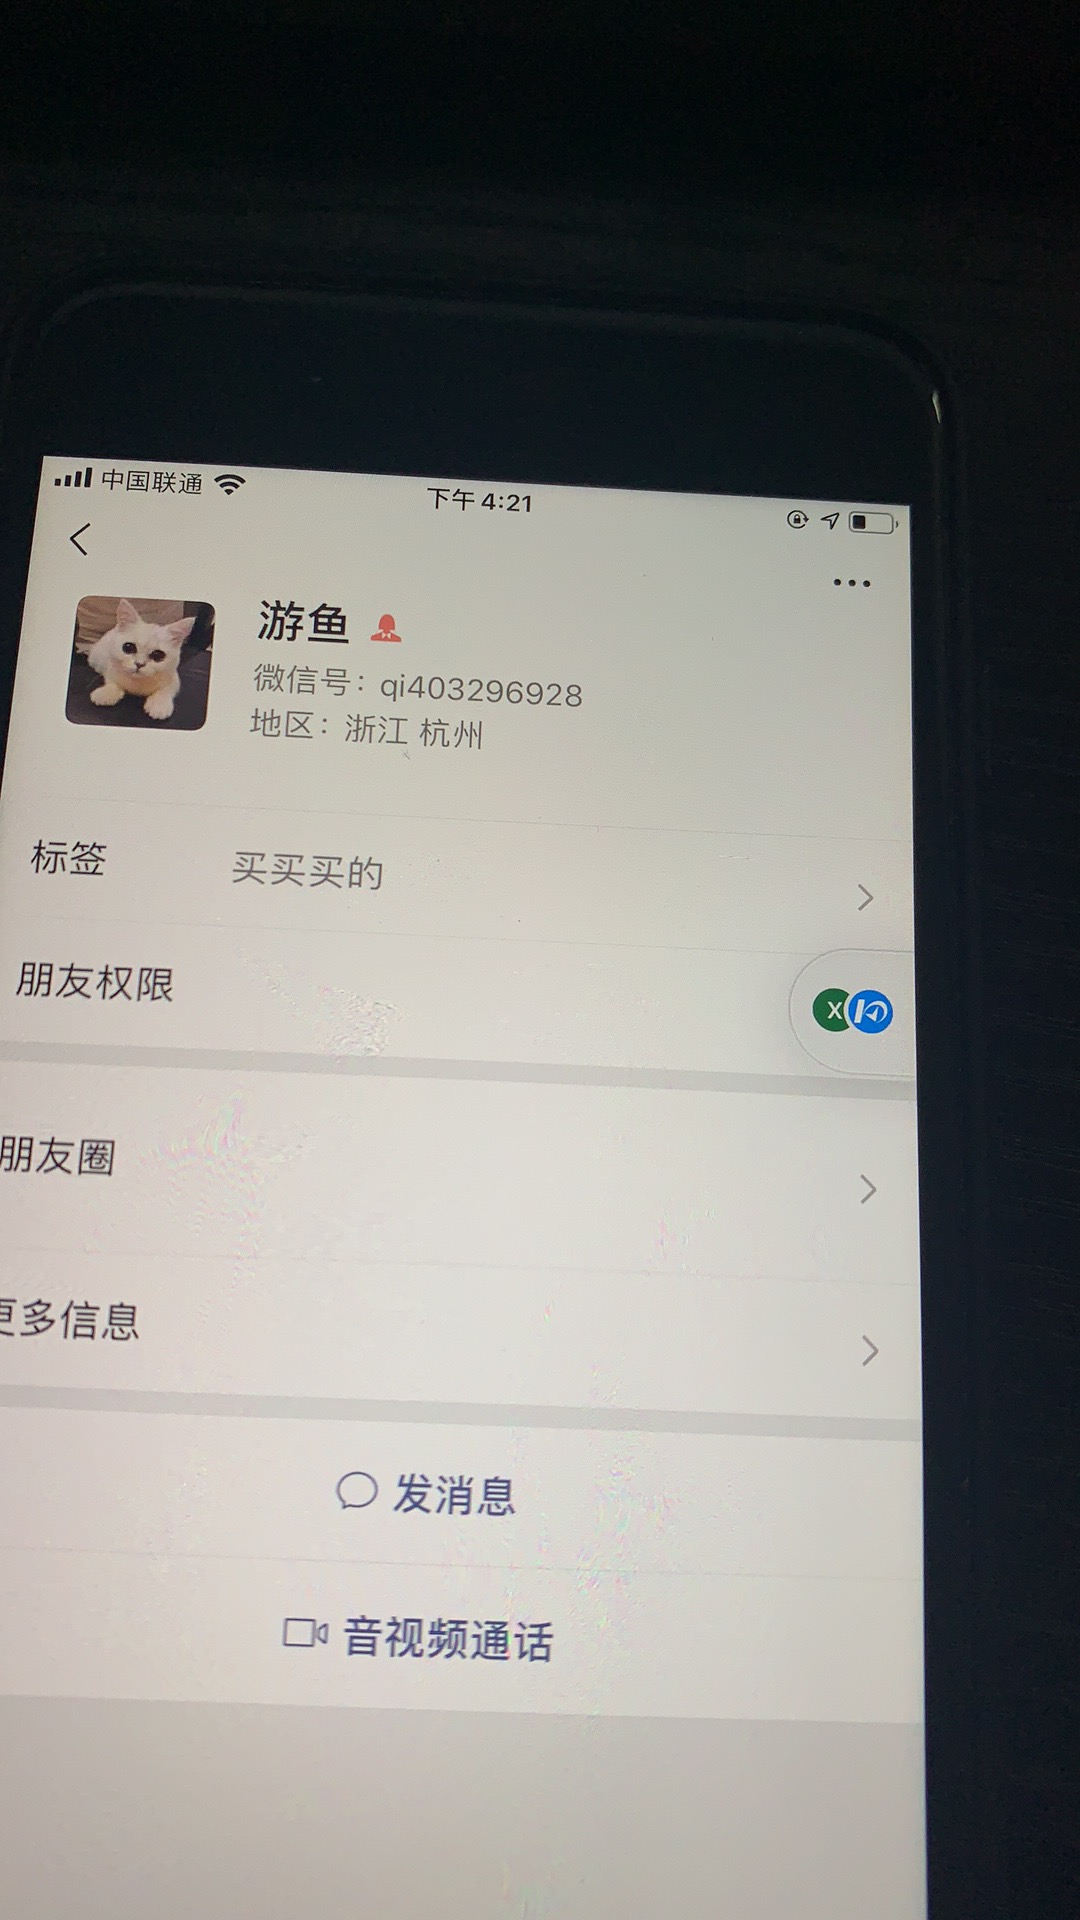 中国联通
下午4:21
游鱼
微信号：qi403296928
地区：浙江 杭州
标签 买买买的
朋友权限
X
朋友圈
更多信息
发消息
音视频通话